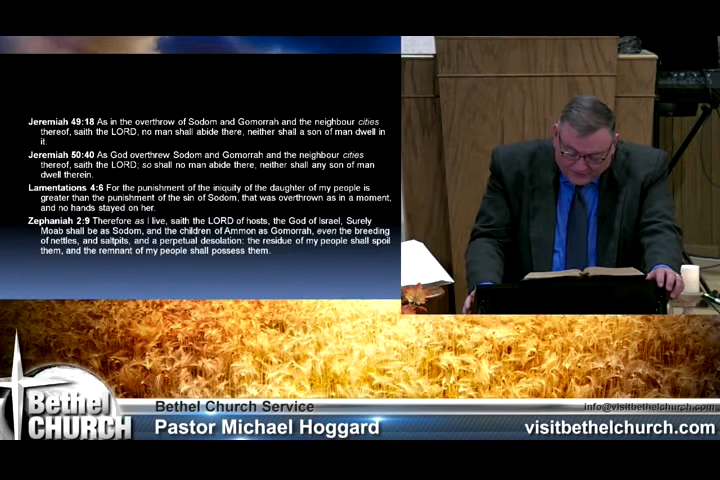 Jeremiah 49:18 As in the overthrow of Sodom and Gomorrah and the neighbour cities
thereof, saith the LORD, no man shall abide there, neither shall a son of man dwell in
it.
Jeremiah 50:40 As God overthrew Sodom and Gomorrah and the neighbour cities
thereof, saith the LORD; so shall no man abide there, neither shall any son of man
dwell therein.
Lamentations 4:6 For the punishment of the iniquity of the daughter of my people is
greater than the punishment of the sin of Sodom, that was overthrown as in a moment,
and no hands stayed on her.
Zephaniah 2:9 Therefore as I live, saith the LORD of hosts, the God of Israel, Surely
Moab shall be as Sodom, and the children of Ammon as Gomorrah, even the breeding
of nettles, and saltpits, and a perpetual desolation: the residue of my people shall spoil
them, and the remnant of my people shall possess them.
Bethel
CHURCH
Bethel Church Service
Pastor Michael Hoggard
info@visitbethelchurch.com
visitbethelchurch.com